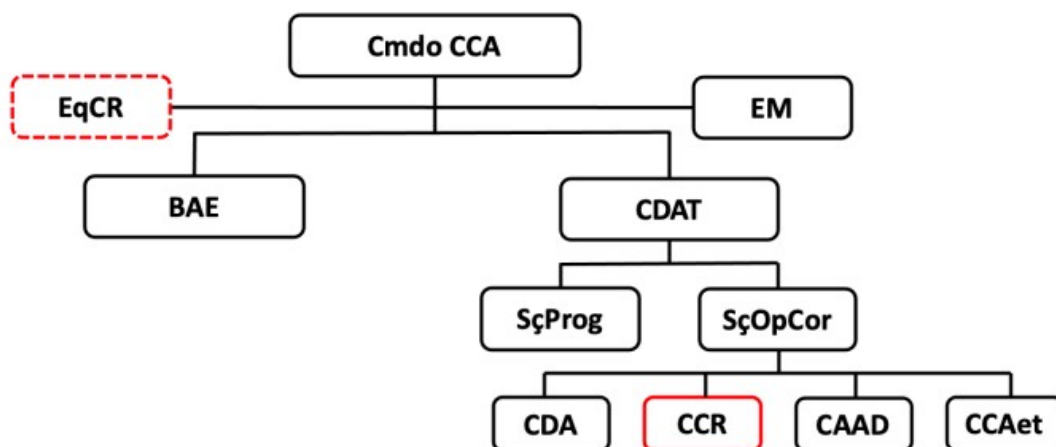 Cmdo CCA
EqCR
EM
BAE
CDAT
SçProg
SçOpCor
CDA
CCR
CAAD
CCAet